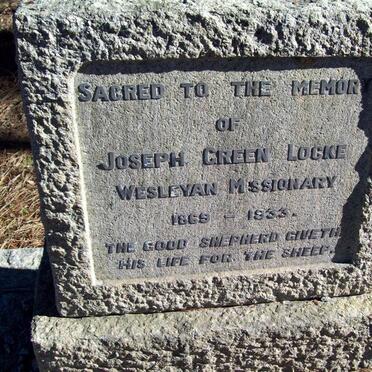 SACRED TO THE MEMORY
OF
JOSEPH GREEN LOCKE
WESLEYAN MISSIONARY
1869 - 1933.
THE GOOD SHEPHERD GIVETH
HIS LIFE FOR THE SHEEP.